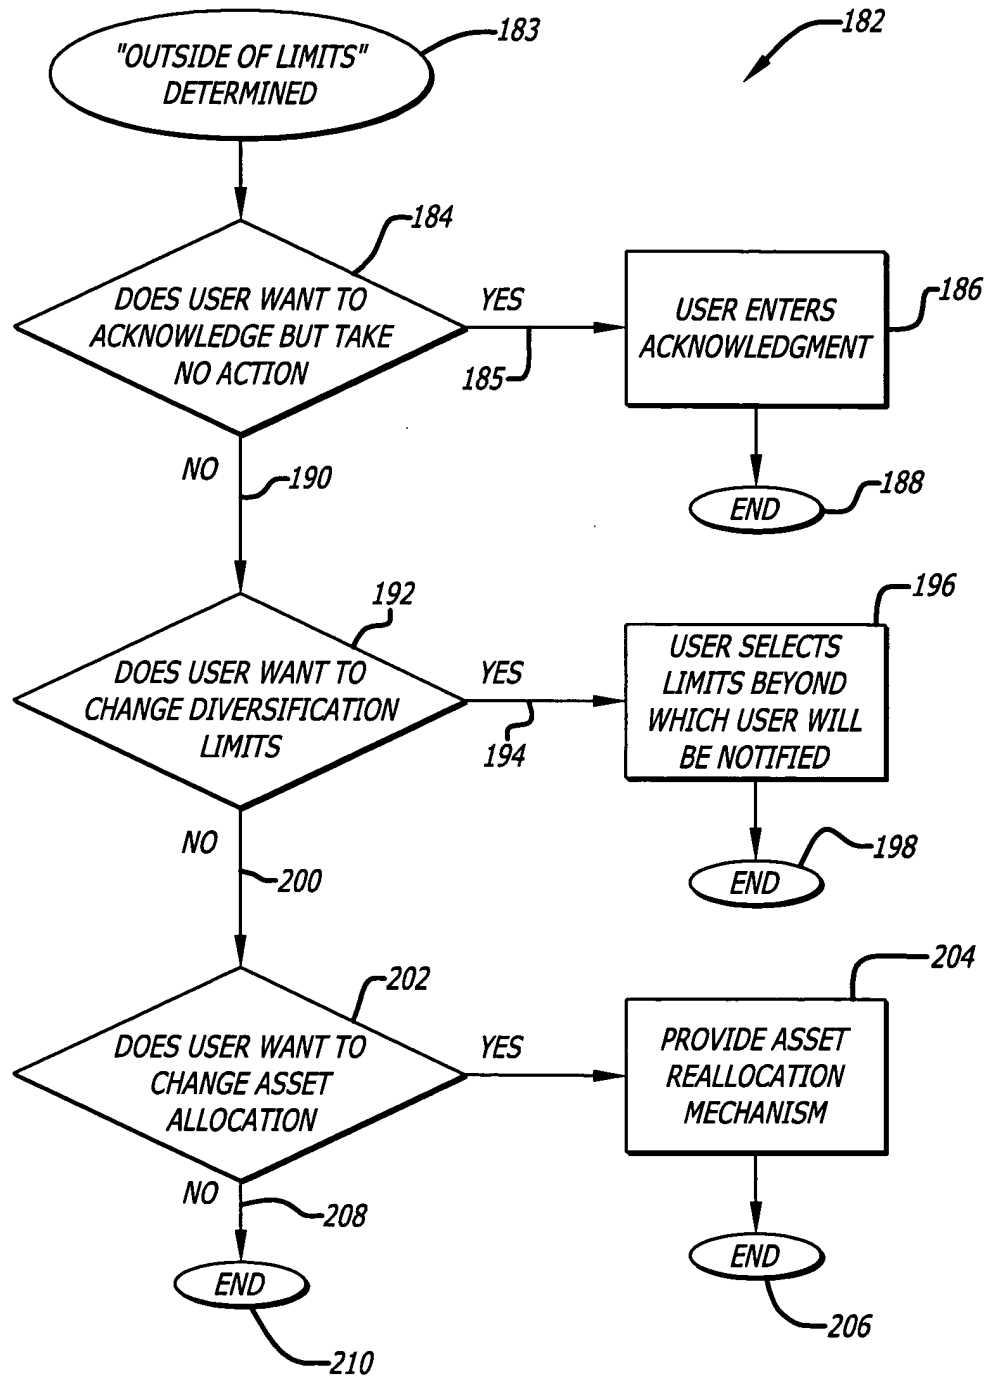 "OUTSIDE OF LIMITS"
DETERMINED
183
182
184
DOES USER WANT TO
ACKNOWLEDGE BUT TAKE
NO ACTION
YES
185
USER ENTERS
ACKNOWLEDGMENT
186
NO
190
END
188
192
DOES USER WANT TO
CHANGE DIVERSIFICATION
LIMITS
YES
194
196
USER SELECTS
LIMITS BEYOND
WHICH USER WILL
BE NOTIFIED
NO
200
END
198
202
DOES USER WANT TO
CHANGE ASSET
ALLOCATION
YES
204
PROVIDE ASSET
REALLOCATION
MECHANISM
NO
208
END
210
END
206